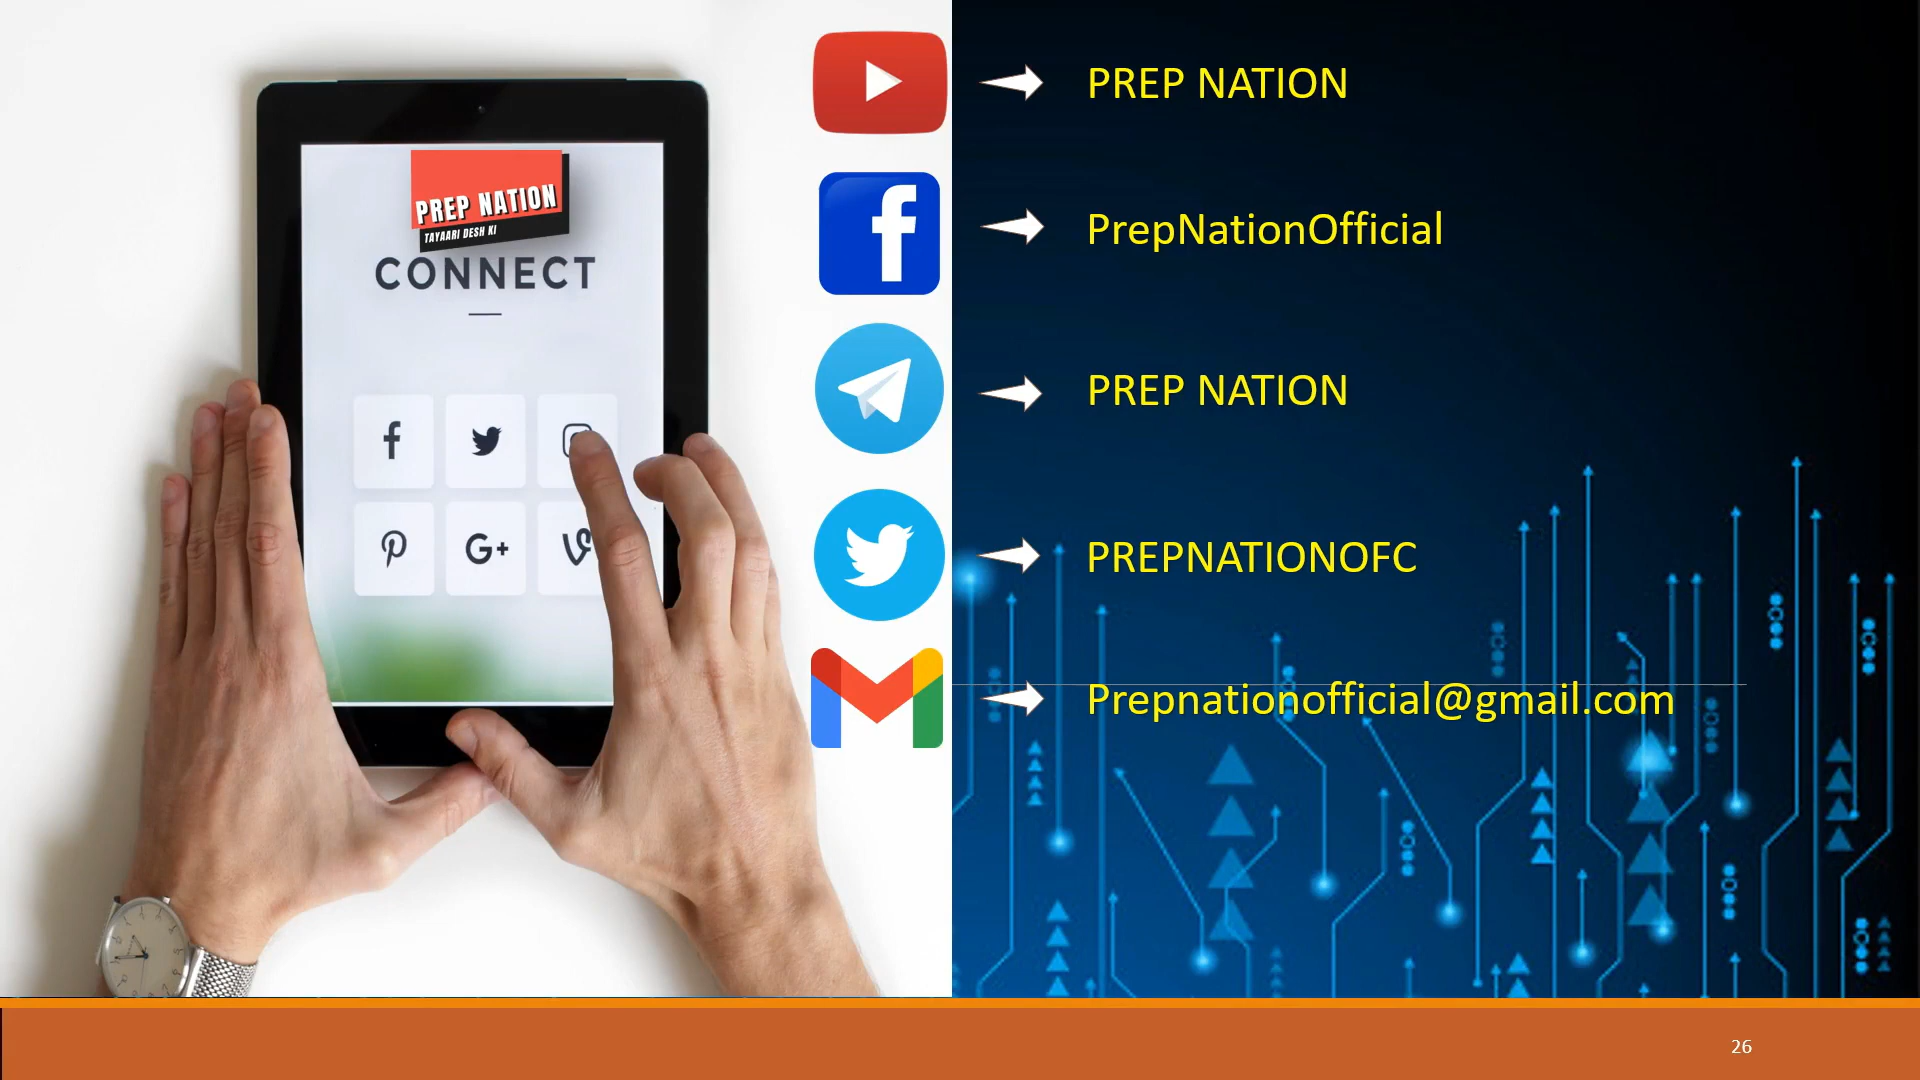 PREP NATION
TAYAARI DESH KI
CONNECT
G+
PREP NATION
PrepNationOfficial
PREP NATION
PREPNATIONOFC
Prepnationofficial@gmail.com
26